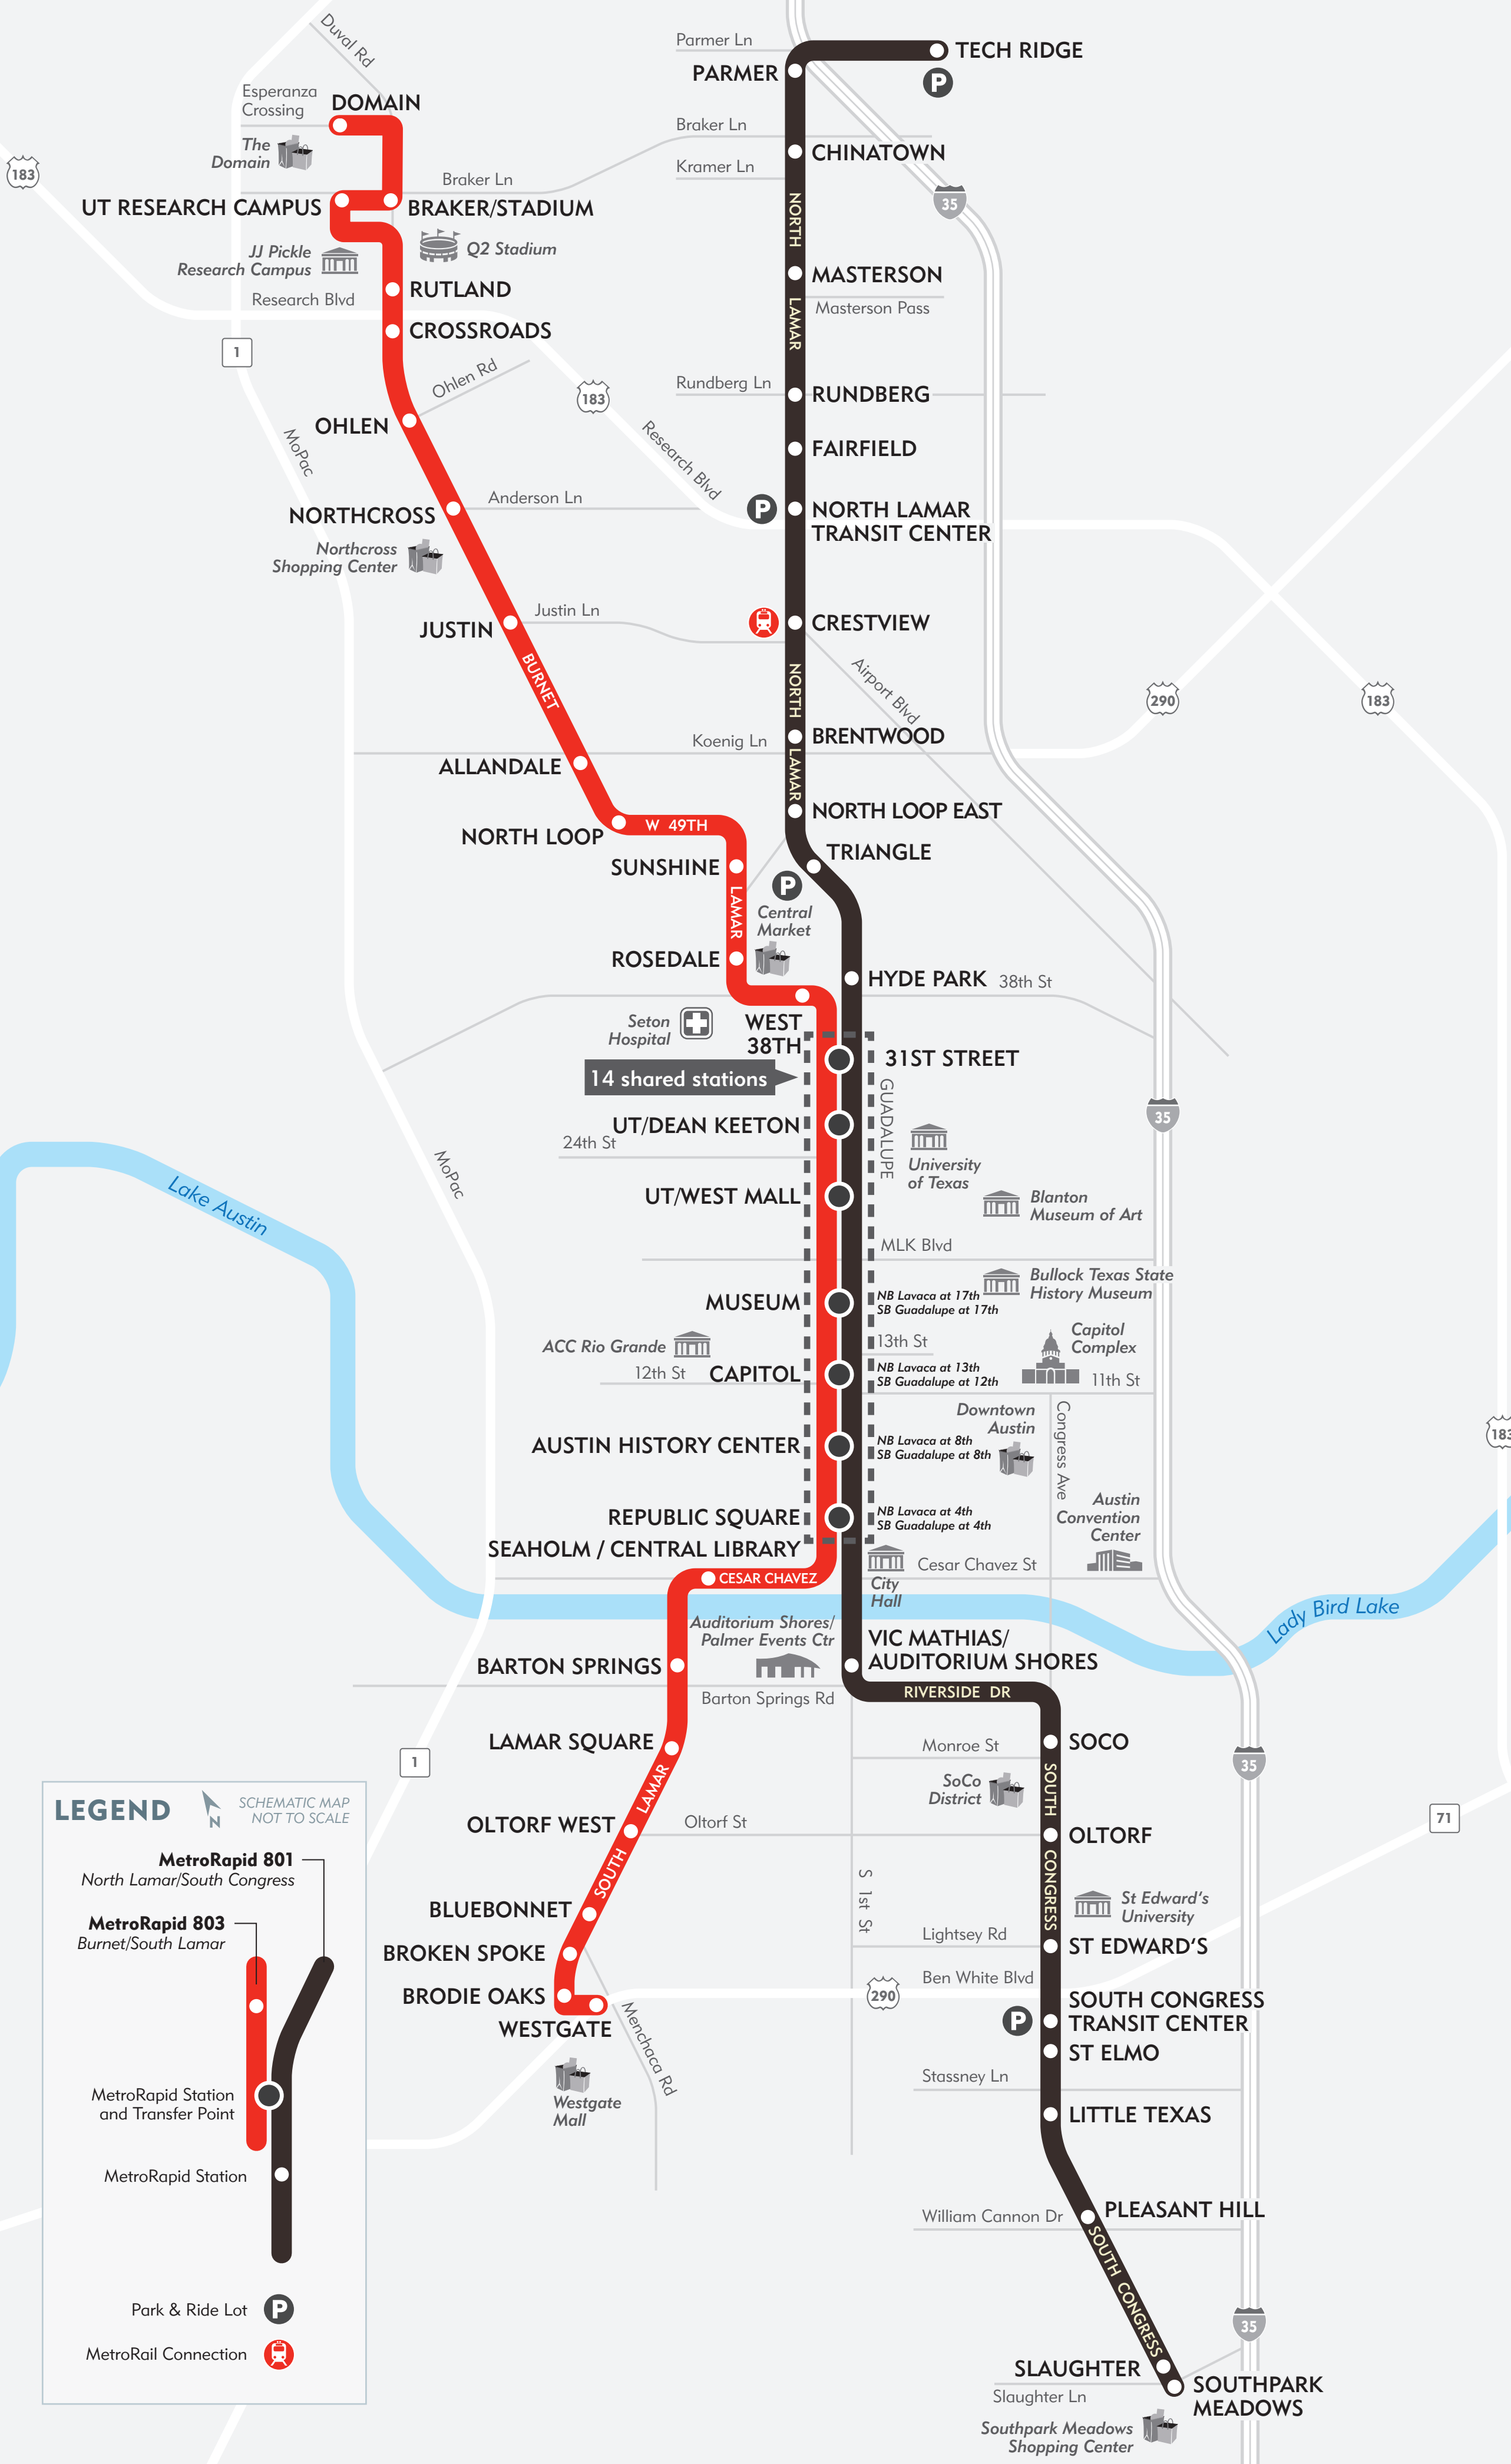 Duval Rd
Parmer Ln
TECH RIDGE
PARMER
P
Esperanza
Crossing
DOMAIN
The
Domain
Braker Ln
CHINATOWN
Kramer Ln
183
Braker Ln
35
UT RESEARCH CAMPUS
BRAKER/STADIUM
NORTH
JJ Pickle
Research Campus
Q2 Stadium
MASTERSON
RUTLAND
Research Blvd
Masterson Pass
LAMAR
CROSSROADS
1
Ohlen Rd
Rundberg Ln
RUNDBERG
183
OHLEN
MoPac
Research Blvd
FAIRFIELD
Anderson Ln
NORTHCROSS
P
NORTH LAMAR
TRANSIT CENTER
Northcross
Shopping Center
Justin Ln
JUSTIN
CRESTVIEW
BURNET
NORTH
Airport Blvd
290
183
Koenig Ln
BRENTWOOD
ALLANDALE
LAMAR
NORTH LOOP EAST
NORTH LOOP
W 49TH
TRIANGLE
SUNSHINE
P
LAMAR
Central
Market
ROSEDALE
HYDE PARK
38th St
Seton
Hospital
WEST
38TH
31ST STREET
14 shared stations
GUADALUPE
35
UT/DEAN KEETON
24th St
University
of Texas
MoPac
Lake Austin
UT/WEST MALL
Blanton
Museum of Art
MLK Blvd
Bullock Texas State
History Museum
MUSEUM
NB Lavaca at 17th
SB Guadalupe at 17th
ACC Rio Grande
13th St
Capitol
Complex
12th St
CAPITOL
NB Lavaca at 13th
SB Guadalupe at 12th
11th St
Downtown
Austin
Congress Ave
183
AUSTIN HISTORY CENTER
NB Lavaca at 8th
SB Guadalupe at 8th
Austin
Convention
Center
REPUBLIC SQUARE
NB Lavaca at 4th
SB Guadalupe at 4th
SEAHOLM / CENTRAL LIBRARY
CESAR CHAVEZ
Cesar Chavez St
City
Hall
Lady Bird Lake
Auditorium Shores/
Palmer Events Ctr
VIC MATHIAS/
AUDITORIUM SHORES
BARTON SPRINGS
Barton Springs Rd
RIVERSIDE DR
LAMAR SQUARE
Monroe St
SOCO
1
35
SoCo
District
SOUTH
LAMAR
OLTORF WEST
Oltorf St
OLTORF
71
SOUTH
CONGRESS
S 1st St
BLUEBONNET
St Edward's
University
Lightsey Rd
ST EDWARD'S
BROKEN SPOKE
Ben White Blvd
BRODIE OAKS
290
SOUTH CONGRESS
TRANSIT CENTER
P
WESTGATE
Menchaca Rd
ST ELMO
Stassney Ln
Westgate
Mall
LITTLE TEXAS
PLEASANT HILL
William Cannon Dr
SOUTH CONGRESS
35
SLAUGHTER
Slaughter Ln
SOUTHPARK
MEADOWS
Southpark Meadows
Shopping Center
LEGEND
N
SCHEMATIC MAP
NOT TO SCALE
MetroRapid 801
North Lamar/South Congress
MetroRapid 803
Burnet/South Lamar
MetroRapid Station
and Transfer Point
MetroRapid Station
Park & Ride Lot
P
MetroRail Connection